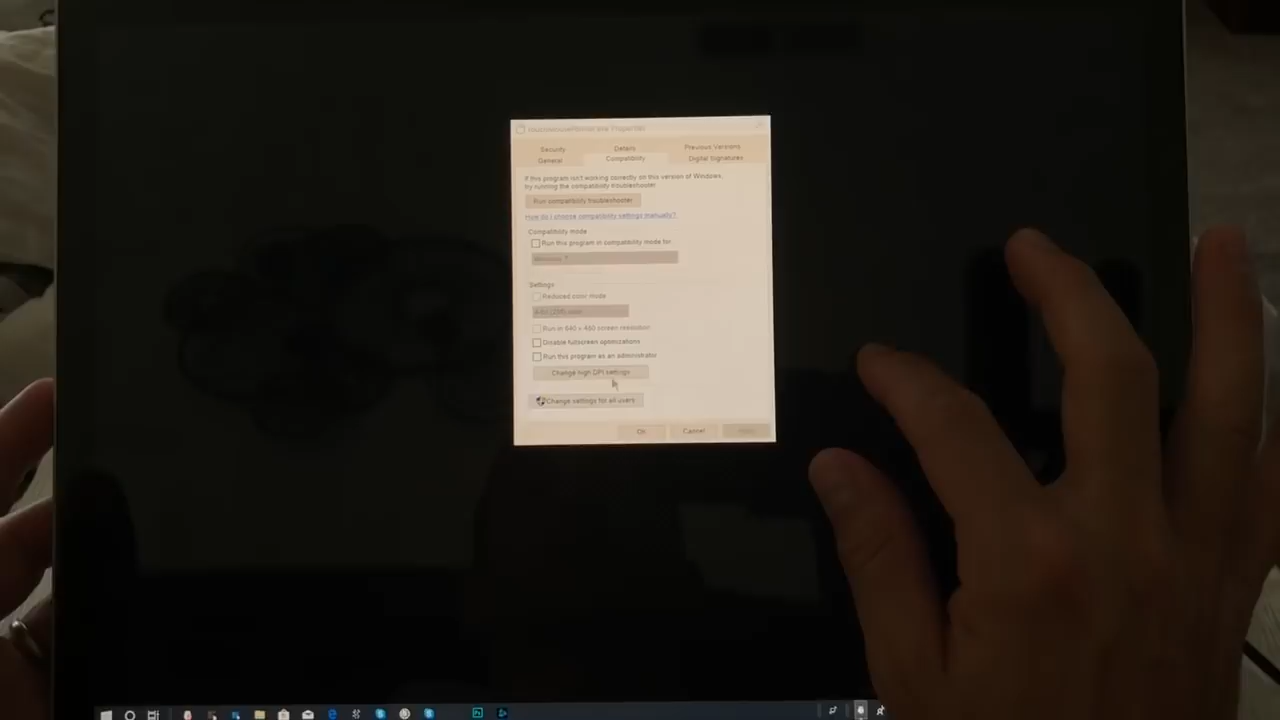 Properties
Security Details Previous Versions
General Compatibility Digital Signatures
If this program isn't working correctly on this version of Windows,
try running the compatibility troubleshooter
Run compatibility troubleshooter
How do I choose compatibility settings manually?
Compatibility mode
Run this program in compatibility mode for
Windows 7
Settings
Reduced color mode
Run in 640 x 480 screen resolution
Disable fullscreen optimizations
Run this program as an administrator
Change high DPI settings
Change settings for all users
OK Cancel